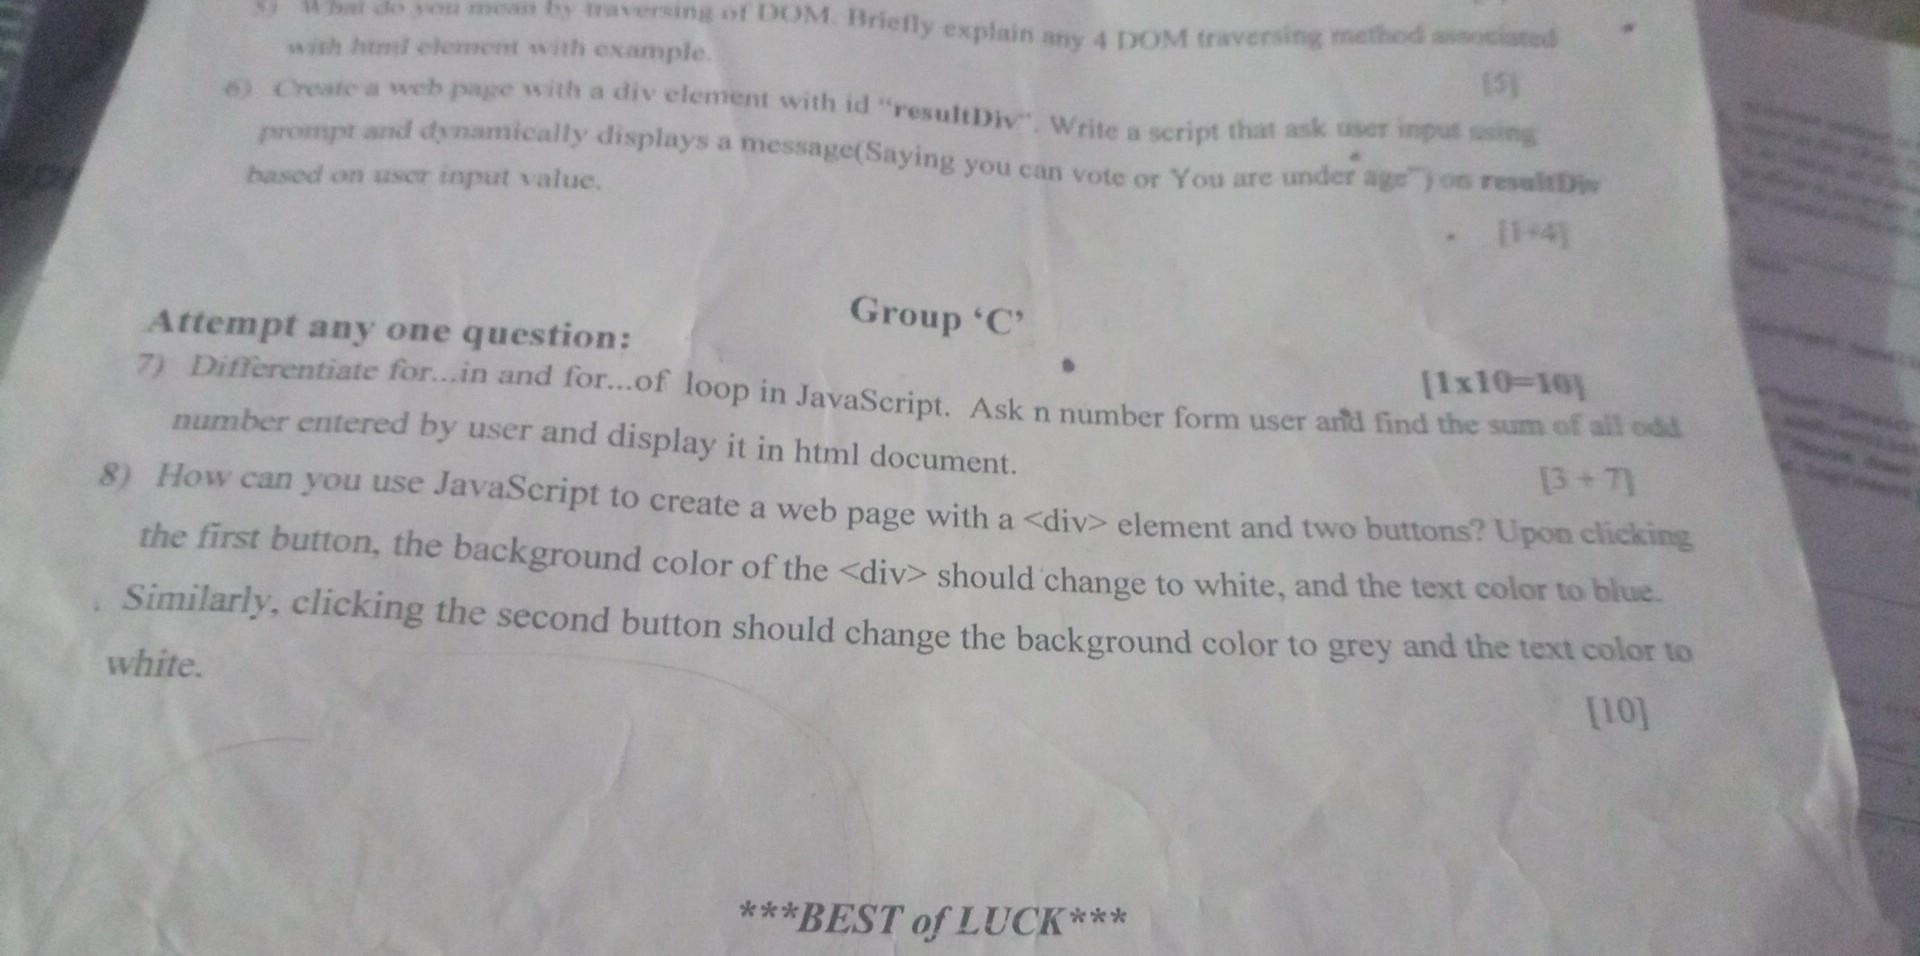 5) What do you mean by traversing of DOM. Briefly explain any 4 DOM traversing method associated
with html element with example.
[5]
6) Create a web page with a div element with id "resultDiv". Write a script that ask user input using
prompt and dynamically displays a message(Saying you can vote or You are under age") on resultDiv
based on user input value.
[1+4]
Group ‘C’
Attempt any one question:
[1x10=10]
7) Differentiate for...in and for...of loop in JavaScript. Ask n number form user and find the sum of all odd
number entered by user and display it in html document.
[3 + 7]
8) How can you use JavaScript to create a web page with a <div> element and two buttons? Upon clicking
the first button, the background color of the <div> should change to white, and the text color to blue.
Similarly, clicking the second button should change the background color to grey and the text color to
white.
[10]
***BEST of LUCK***